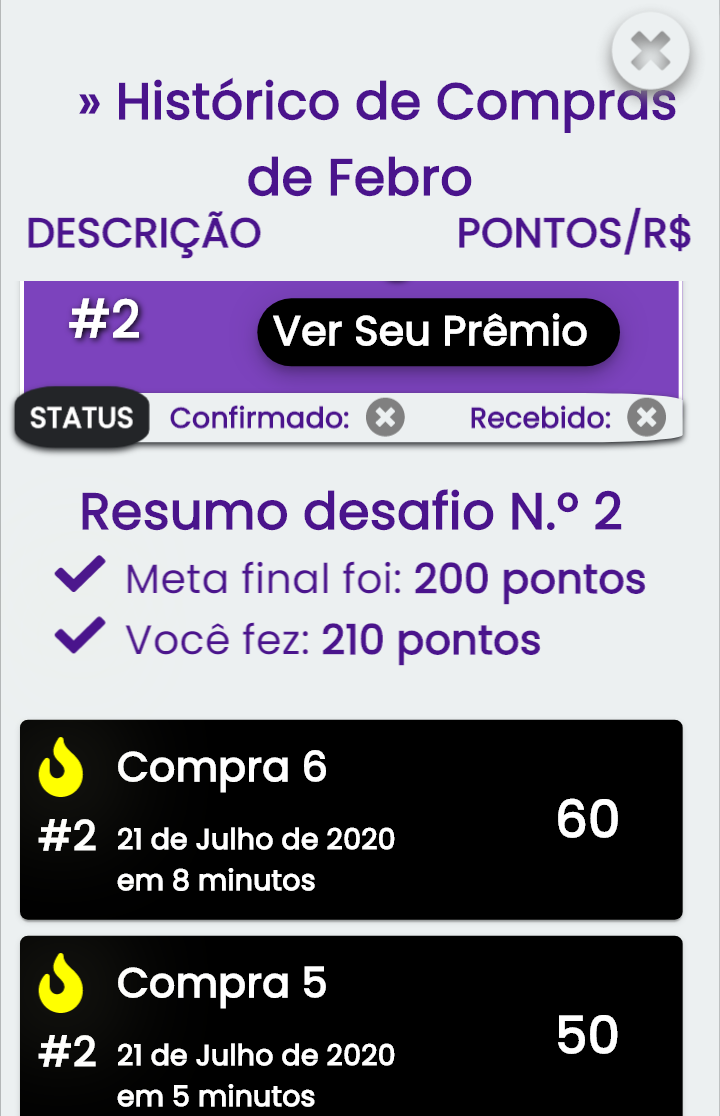 » Histórico de Compras
de Febro
DESCRIÇÃO PONTOS/R$
#2 Ver Seu Prêmio
STATUS Confirmado: Recebido:
Resumo desafio N.º 2
Meta final foi: 200 pontos
Você fez: 210 pontos
Compra 6
60
#2 21 de Julho de 2020
em 8 minutos
Compra 5
50
#2 21 de Julho de 2020
em 5 minutos